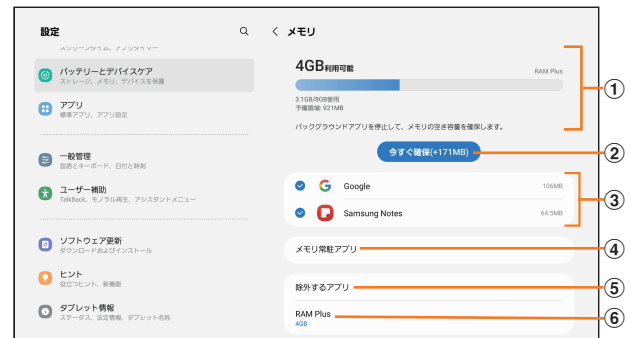 設定
スクリーンタイム、アプリタイマー
バッテリーとデバイスケア
ストレージ、メモリ、デバイスを保護
アプリ
標準アプリ、アプリ設定
一般管理
言語とキーボード、日付と時刻
ユーザー補助
TalkBack、モノラル再生、アシスタントメニュー
ソフトウェア更新
ダウンロードおよびインストール
ヒント
役立つヒント、新機能
タブレット情報
ステータス、法定情報、タブレット名称
メモリ
4GB利用可能
RAM Plus
3.1GB/8GB使用
予備領域: 921MB
バックグラウンドアプリを停止して、メモリの空き容量を確保します。
今すぐ確保(+171MB)
Google
106MB
Samsung Notes
64.5MB
メモリ常駐アプリ
除外するアプリ
RAM Plus
4GB
①
②
③
④
⑤
⑥